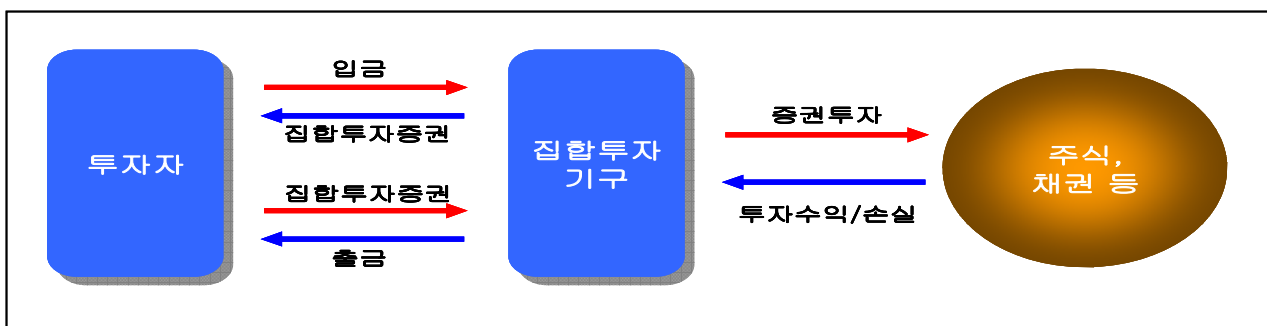 투자자
입금
집합투자증권
집합투자증권
출금
집합투자
기구
증권투자
투자수익/손실
주식,
채권 등